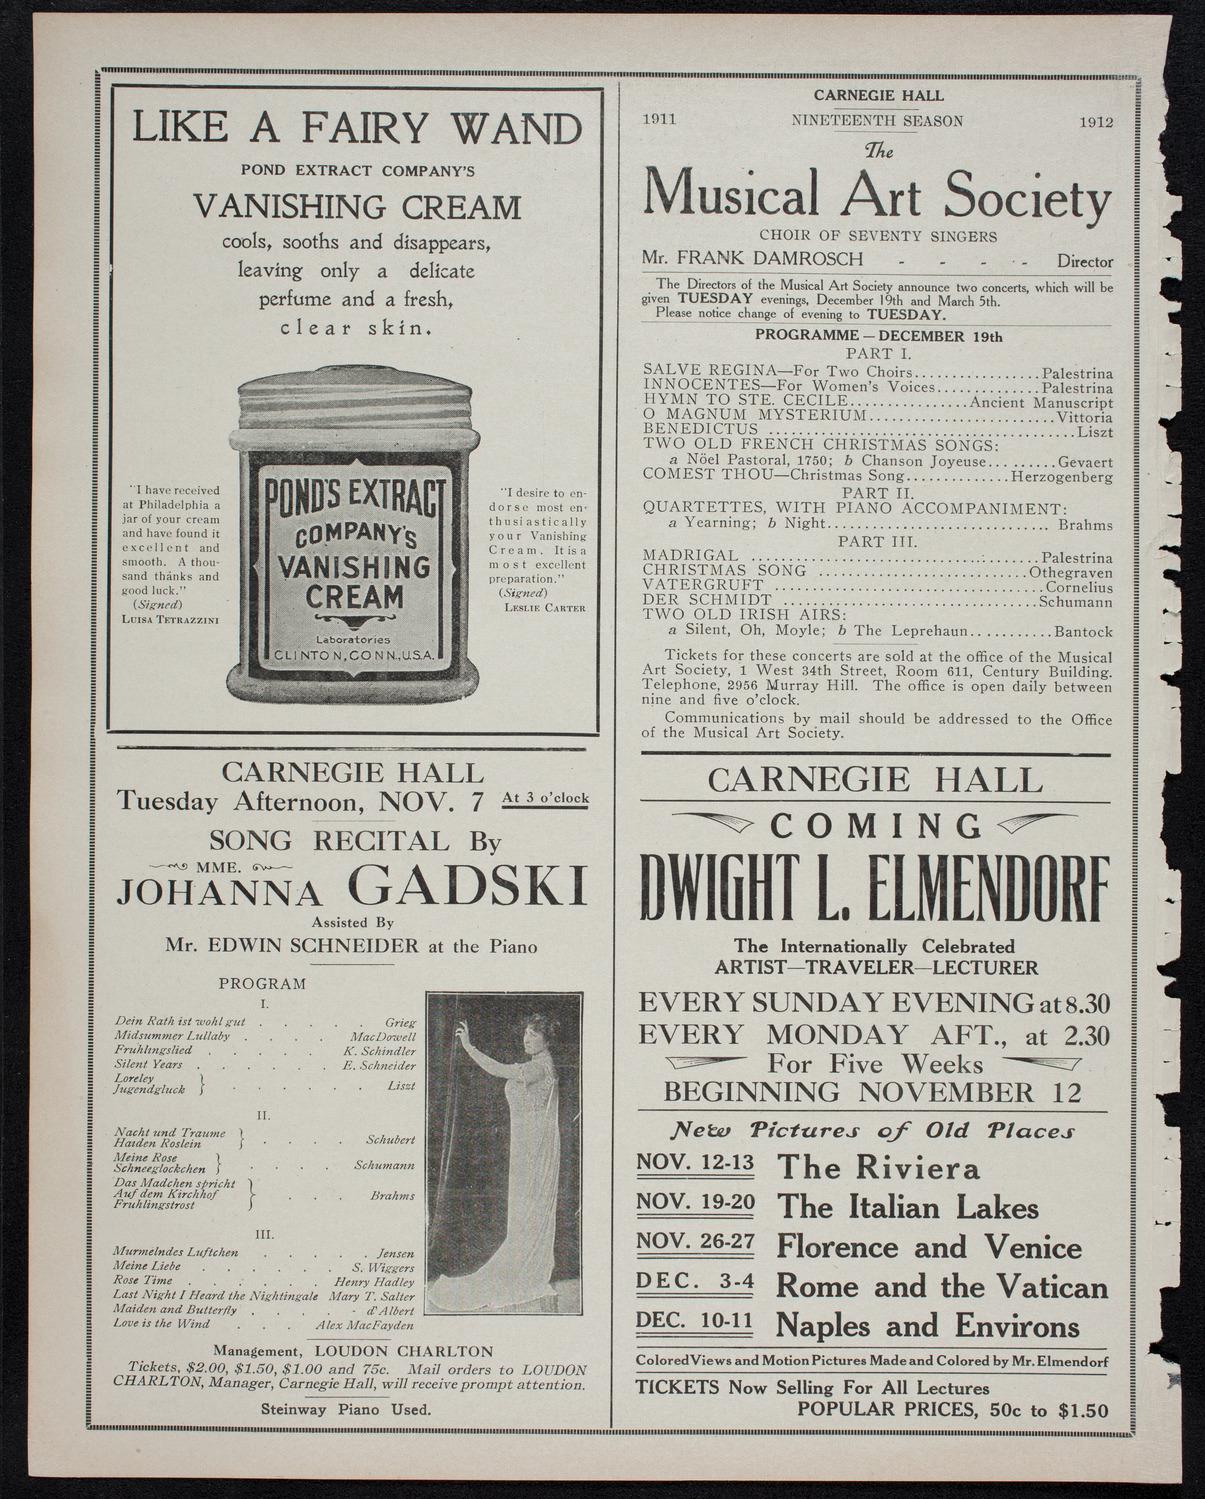 LIKE A FAIRY WAND
POND EXTRACT COMPANY'S
VANISHING CREAM
cools, sooths and disappears,
leaving only a delicate
perfume and a fresh,
clear skin.
"I have received
at Philadelphia a
jar of your cream
and have found it
excellent and
smooth. A thou-
sand thanks and
good luck."
(Signed)
LUISA TETRAZZINI
POND'S EXTRACT
COMPANY'S
VANISHING
CREAM
Laboratories
CLINTON, CONN., U.S.A.
"I desire to en-
dorse most en-
thusiastically
your Vanishing
Cream. It is a
most excellent
preparation."
(Signed)
LESLIE CARTER
CARNEGIE HALL
Tuesday Afternoon, NOV. 7 At 3 o'clock
SONG RECITAL By
MME.
JOHANNA GADSKI
Assisted By
Mr. EDWIN SCHNEIDER at the Piano
PROGRAM
I.
Dein Rath ist wohl gut . . . . . Grieg
Midsummer Lullaby . . . . MacDowell
Fruhlingslied . . . . . K. Schindler
Silent Years . . . . . . E. Schneider
Loreley
Jugendgluck } . . . . . . Liszt
II.
Nacht und Traume
Haiden Roslein } . . . . Schubert
Meine Rose
Schneeglockchen } . . . . Schumann
Das Madchen spricht
Auf dem Kirchhof
Fruhlingstrost } . . . Brahms
III.
Murmelndes Luftchen . . . . . Jensen
Meine Liebe . . . . . . S. Wiggers
Rose Time . . . . . . Henry Hadley
Last Night I Heard the Nightingale Mary T. Salter
Maiden and Butterfly . . . . - d'Albert
Love is the Wind . . . Alex MacFayden
Management, LOUDON CHARLTON
Tickets, $2.00, $1.50, $1.00 and 75c. Mail orders to LOUDON
CHARLTON, Manager, Carnegie Hall, will receive prompt attention.
Steinway Piano Used.
CARNEGIE HALL
1911 NINETEENTH SEASON 1912
The
Musical Art Society
CHOIR OF SEVENTY SINGERS
Mr. FRANK DAMROSCH - - - - Director
The Directors of the Musical Art Society announce two concerts, which will be
given TUESDAY evenings, December 19th and March 5th.
Please notice change of evening to TUESDAY.
PROGRAMME—DECEMBER 19th
PART I.
SALVE REGINA—For Two Choirs.................Palestrina
INNOCENTES—For Women's Voices..............Palestrina
HYMN TO STE. CECILE................Ancient Manuscript
O MAGNUM MYSTERIUM.........................Vittoria
BENEDICTUS .........................................Liszt
TWO OLD FRENCH CHRISTMAS SONGS:
a Nöel Pastoral, 1750; b Chanson Joyeuse... ......Gevaert
COMEST THOU—Christmas Song..............Herzogenberg
PART II.
QUARTETTES, WITH PIANO ACCOMPANIMENT:
a Yearning; b Night.............................. Brahms
PART III.
MADRIGAL ......................................Palestrina
CHRISTMAS SONG ............................Othegraven
VATERGRUFT ....................................Cornelius
DER SCHMIDT ..................................Schumann
TWO OLD IRISH AIRS:
a Silent, Oh, Moyle; b The Leprehaun...........Bantock
Tickets for these concerts are sold at the office of the Musical
Art Society, 1 West 34th Street, Room 611, Century Building.
Telephone, 2956 Murray Hill. The office is open daily between
nine and five o'clock.
Communications by mail should be addressed to the Office
of the Musical Art Society.
CARNEGIE HALL
COMING
DWIGHT L. ELMENDORF
The Internationally Celebrated
ARTIST—TRAVELER—LECTURER
EVERY SUNDAY EVENING at 8.30
EVERY MONDAY AFT., at 2.30
For Five Weeks
BEGINNING NOVEMBER 12
New Pictures of Old Places
NOV. 12-13 The Riviera
NOV. 19-20 The Italian Lakes
NOV. 26-27 Florence and Venice
DEC. 3-4 Rome and the Vatican
DEC. 10-11 Naples and Environs
Colored Views and Motion Pictures Made and Colored by Mr. Elmendorf
TICKETS Now Selling For All Lectures
POPULAR PRICES, 50c to $1.50